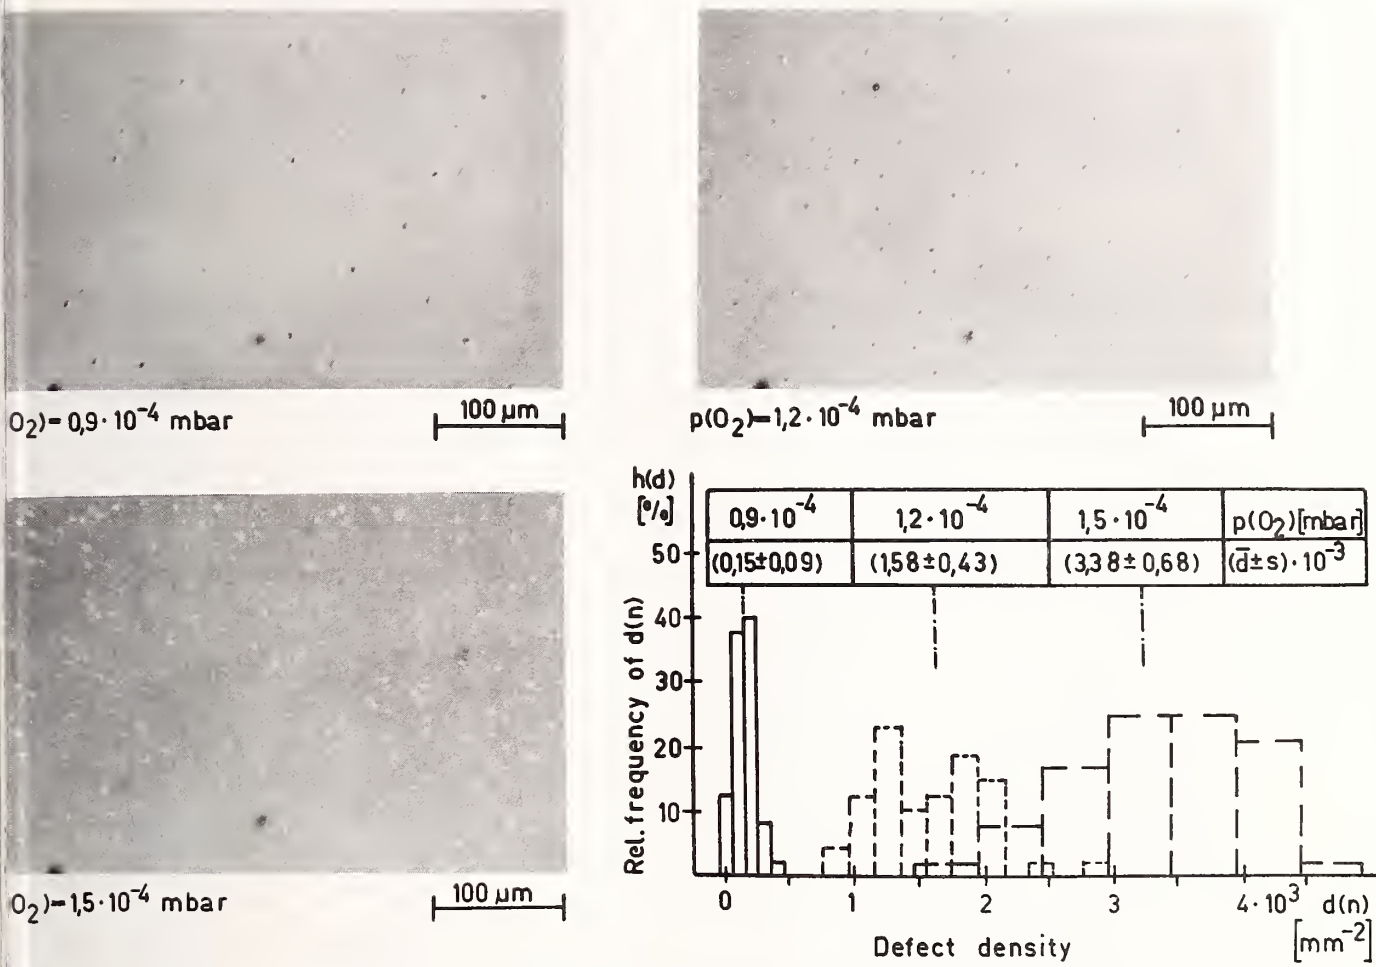 O₂)=0,9·10⁻⁴ mbar
100 µm
p(O₂)=1,2·10⁻⁴ mbar
100 µm
O₂)=1,5·10⁻⁴ mbar
100 µm
h(d)
[%]
0,9·10⁻⁴ 1,2·10⁻⁴ 1,5·10⁻⁴ p(O₂)[mbar]
(0,15±0,09) (1,58±0,43) (3,38±0,68) (d̅±s)·10⁻³
50
40
30
20
10
Rel.frequency of d(n)
0 1 2 3 4·10³ d(n)
[mm⁻²]
Defect density